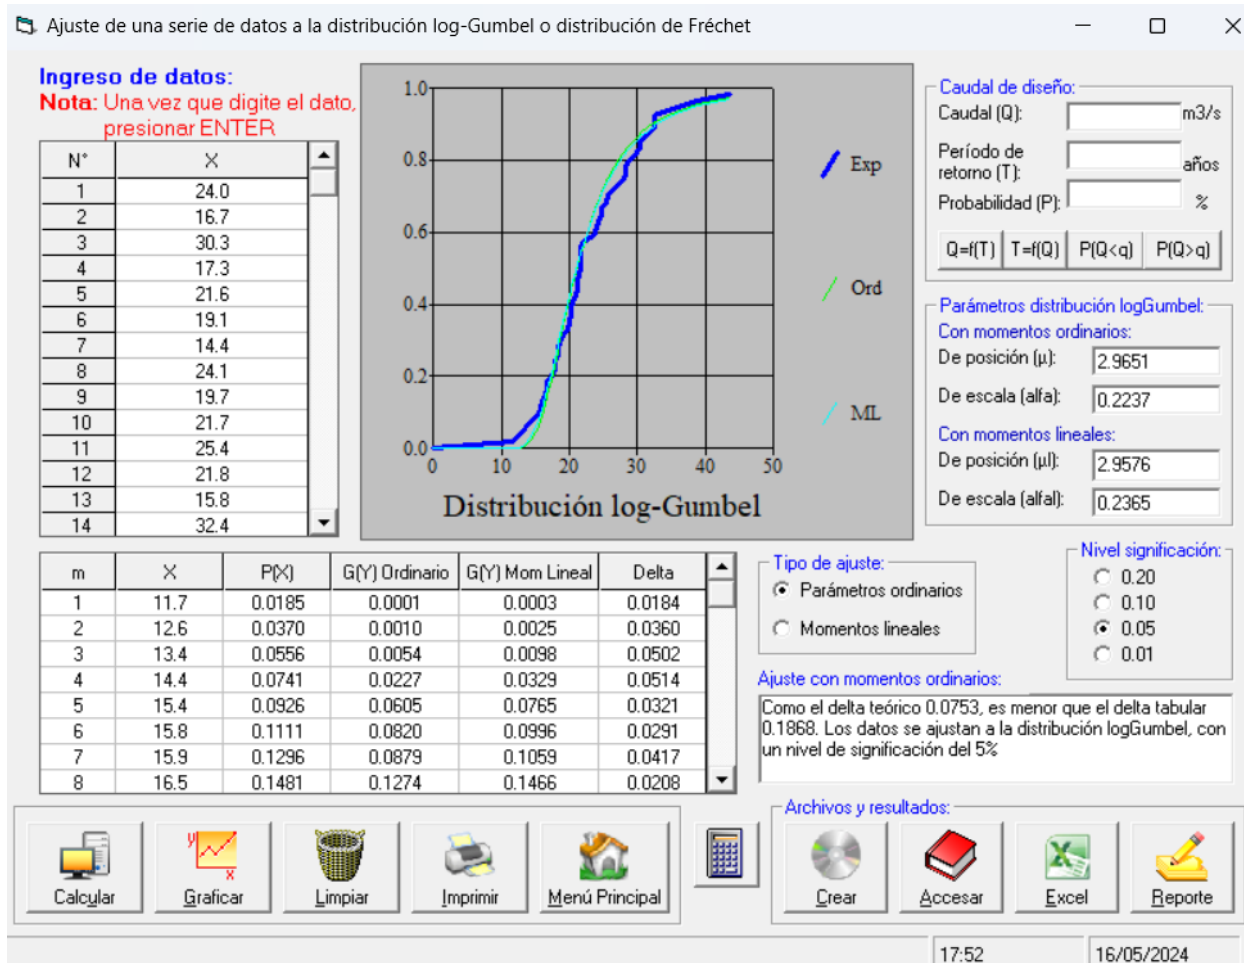 Ajuste de una serie de datos a la distribución log-Gumbel o distribución de Fréchet
Ingreso de datos:
Nota: Una vez que digite el dato,
presionar ENTER
N° X
1 24.0
2 16.7
3 30.3
4 17.3
5 21.6
6 19.1
7 14.4
8 24.1
9 19.7
10 21.7
11 25.4
12 21.8
13 15.8
14 32.4
1.0
0.8
0.6
0.4
0.2
0.0
0 10 20 30 40 50
Exp
Ord
ML
Distribución log-Gumbel
Caudal de diseño:
Caudal (Q): m3/s
Período de
retorno (T): años
Probabilidad (P): %
Q=f(T) T=f(Q) P(Q<q) P(Q>q)
Parámetros distribución logGumbel:
Con momentos ordinarios:
De posición (μ): 2.9651
De escala (alfa): 0.2237
Con momentos lineales:
De posición (μl): 2.9576
De escala (alfal): 0.2365
m X P(X) G(Y) Ordinario G(Y) Mom Lineal Delta
1 11.7 0.0185 0.0001 0.0003 0.0184
2 12.6 0.0370 0.0010 0.0025 0.0360
3 13.4 0.0556 0.0054 0.0098 0.0502
4 14.4 0.0741 0.0227 0.0329 0.0514
5 15.4 0.0926 0.0605 0.0765 0.0321
6 15.8 0.1111 0.0820 0.0996 0.0291
7 15.9 0.1296 0.0879 0.1059 0.0417
8 16.5 0.1481 0.1274 0.1466 0.0208
Tipo de ajuste:
Parámetros ordinarios
Momentos lineales
Nivel significación:
0.20
0.10
0.05
0.01
Ajuste con momentos ordinarios:
Como el delta teórico 0.0753, es menor que el delta tabular
0.1868. Los datos se ajustan a la distribución logGumbel, con
un nivel de significación del 5%
Calcular Graficar Limpiar Imprimir Menú Principal
Archivos y resultados:
Crear Accesar Excel Reporte
17:52 16/05/2024